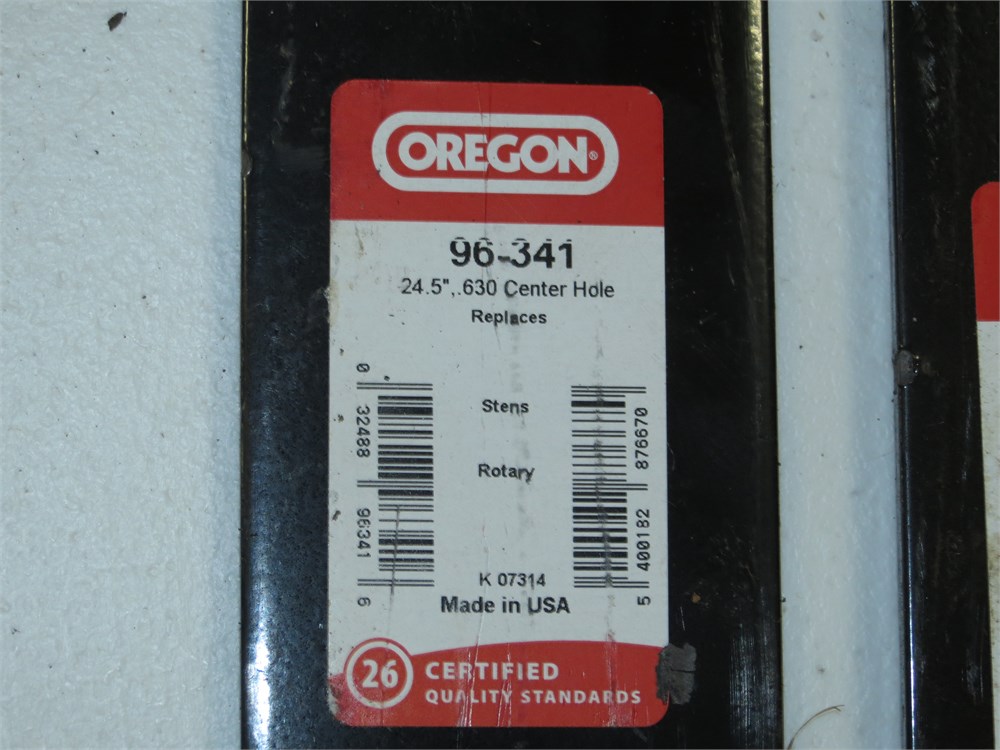 OREGON®
96-341
24.5",.630 Center Hole
Replaces
Stens
Rotary
0 32488 96341 6
5 400182 876670
K 07314
Made in USA
26 CERTIFIED
QUALITY STANDARDS